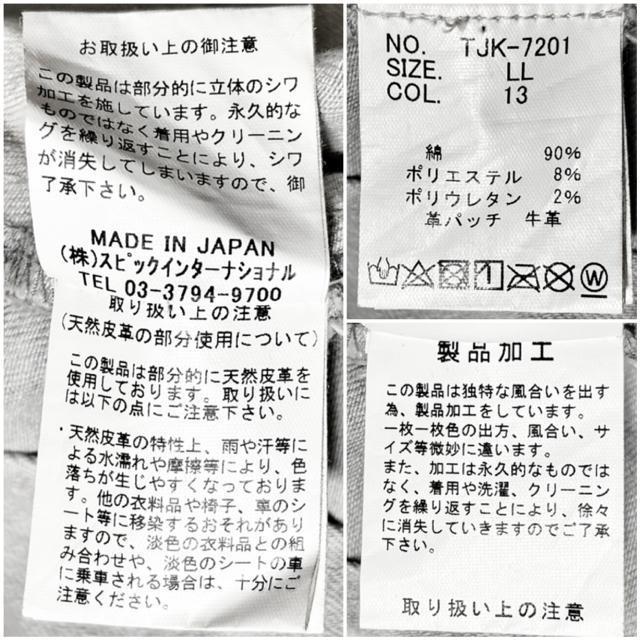 お取扱い上の御注意
この製品は部分的に立体のシワ
加工を施しています。永久的な
ものではなく着用やクリーニン
グを繰り返すことにより、シワ
が消失してしまいますので、御
了承下さい。
MADE IN JAPAN
(株)スピックインターナショナル
TEL 03-3794-9700
取り扱い上の注意
(天然皮革の部分使用について)
この製品は部分的に天然皮革を
使用しております。取り扱いに
は以下の点にご注意下さい。
・天然皮革の特性上、雨や汗等に
よる水濡れや摩擦等により、色
落ちが生じやすくなっておりま
す。他の衣料品や椅子、車のシ
ート等に移染するおそれがあり
ますので、淡色の衣料品との組
み合わせや、淡色のシートの車
に乗車される場合は、十分にご
注意ください。
NO. TJK-7201
SIZE. LL
COL. 13
綿 90%
ポリエステル 8%
ポリウレタン 2%
革パッチ 牛革
1 W
製品加工
この製品は独特な風合いを出す
為、製品加工をしています。
一枚一枚色の出方、風合い、サ
イズ等微妙に違います。
また、加工は永久的なものでは
なく、着用や洗濯、クリーニン
グを繰り返すことにより、徐々
に消失していきますのでご了承
下さい。
取り扱い上の注意